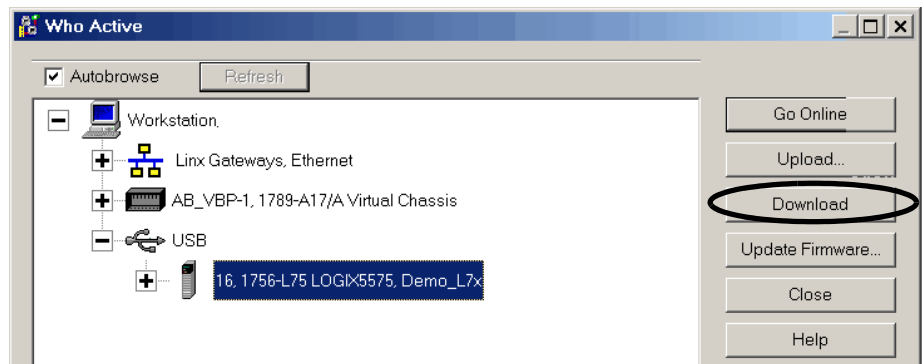 Who Active
Autobrowse
Refresh
Workstation,
Linx Gateways, Ethernet
AB_VBP-1, 1789-A17/A Virtual Chassis
USB
16, 1756-L75 LOGIX5575, Demo_L7x
Go Online
Upload...
Download
Update Firmware...
Close
Help